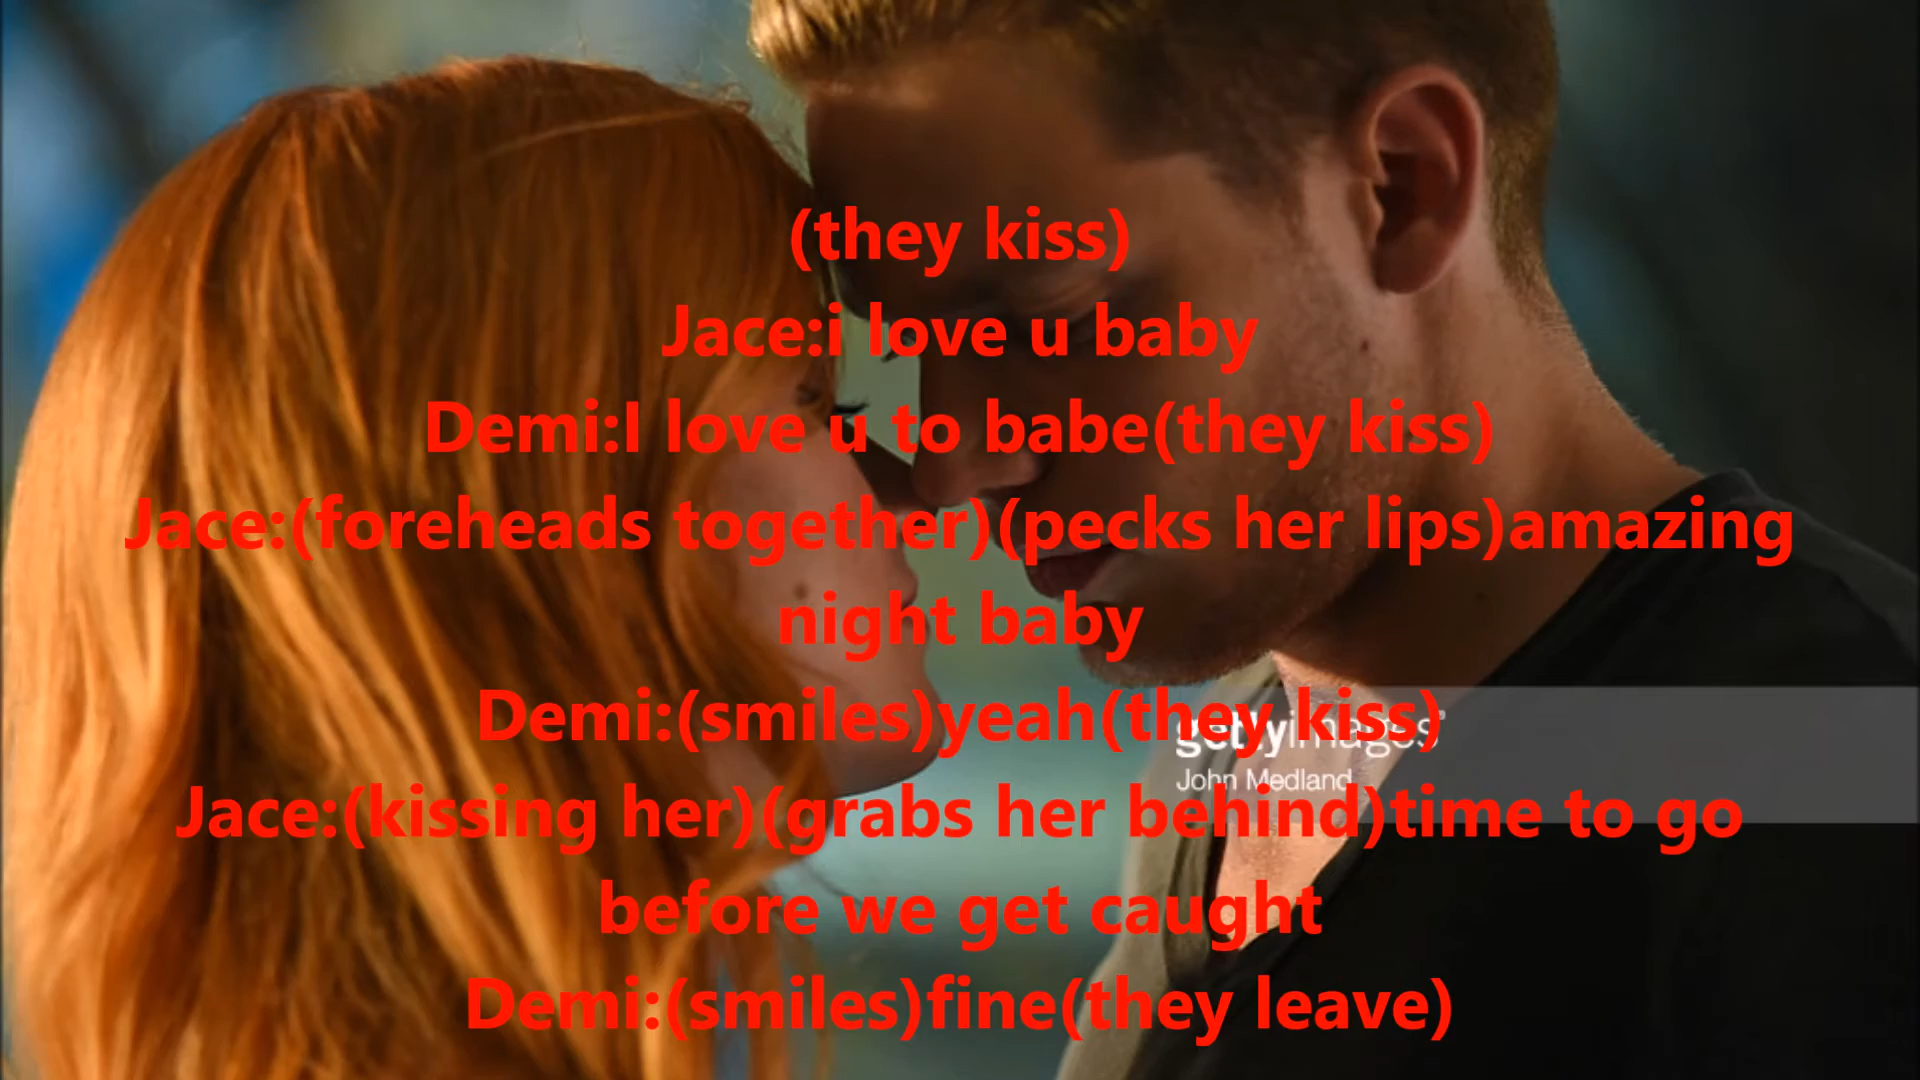 (they kiss)
Jace:i love u baby
Demi:I love u to babe(they kiss)
Jace:(foreheads together)(pecks her lips)amazing
night baby
Demi:(smiles)yeah(they kiss)
gettyimages
John Medland
Jace:(kissing her)(grabs her behind)time to go
before we get caught
Demi:(smiles)fine(they leave)